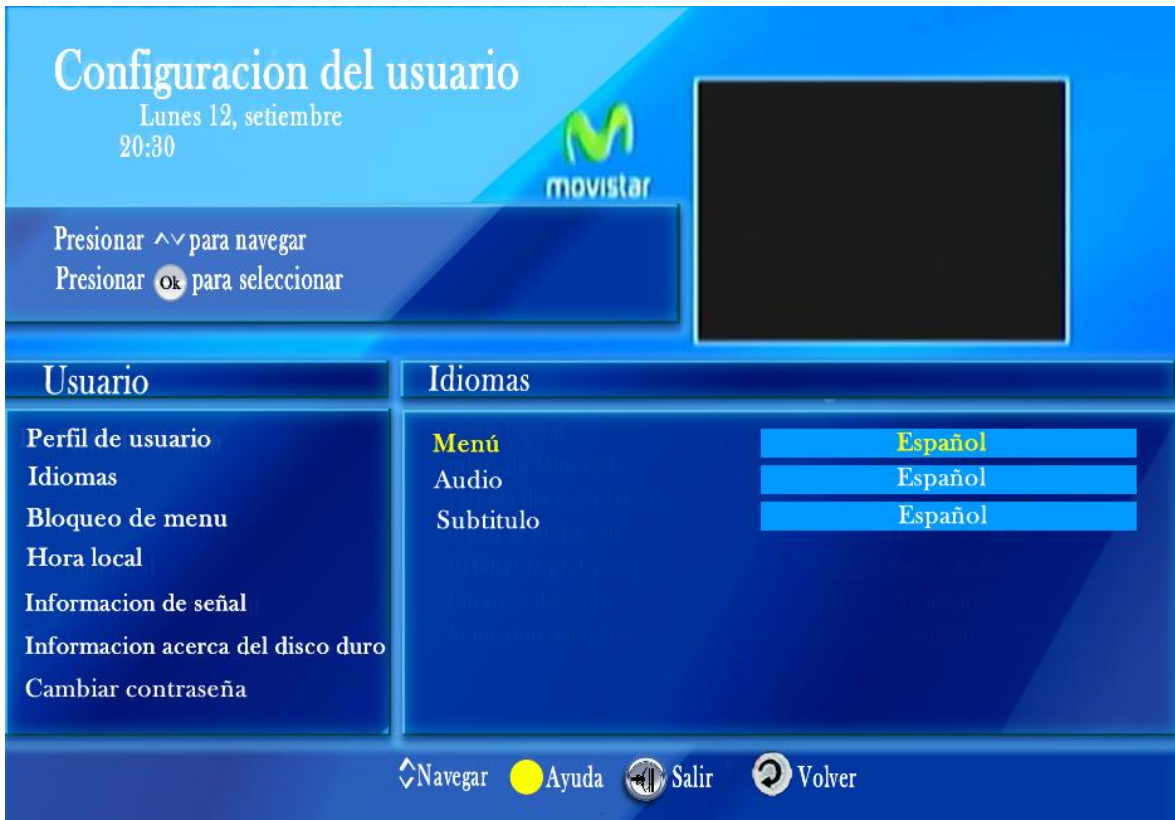 Configuracion del usuario
Lunes 12, setiembre
20:30
movistar
Presionar ^v para navegar
Presionar Ok para seleccionar
Usuario
Perfil de usuario
Idiomas
Bloqueo de menu
Hora local
Informacion de señal
Informacion acerca del disco duro
Cambiar contraseña
Idiomas
Menú Español
Audio Español
Subtitulo Español
Navegar Ayuda Salir Volver